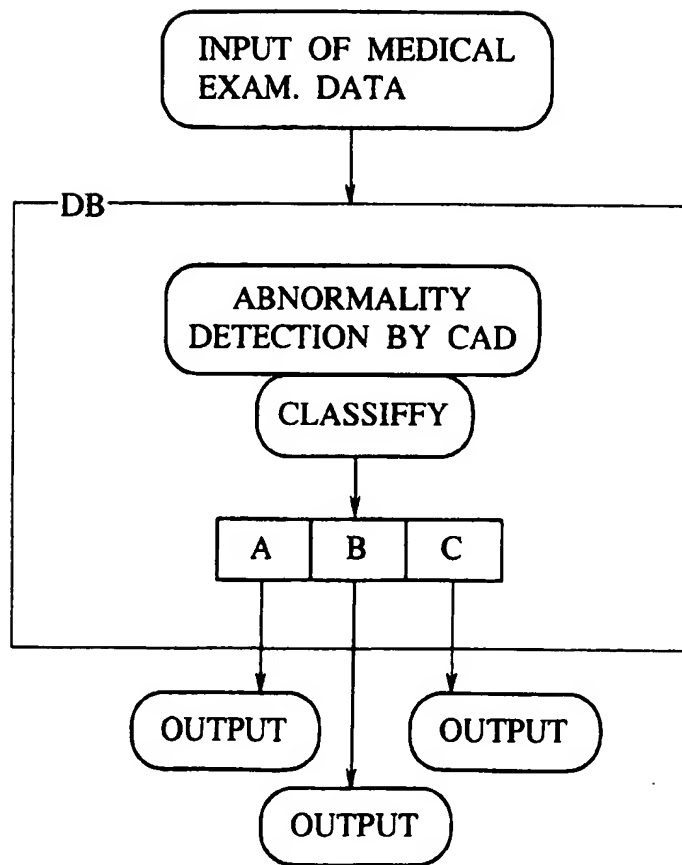 INPUT OF MEDICAL
EXAM. DATA
DB
ABNORMALITY
DETECTION BY CAD
CLASSIFFY
A B C
OUTPUT OUTPUT
OUTPUT